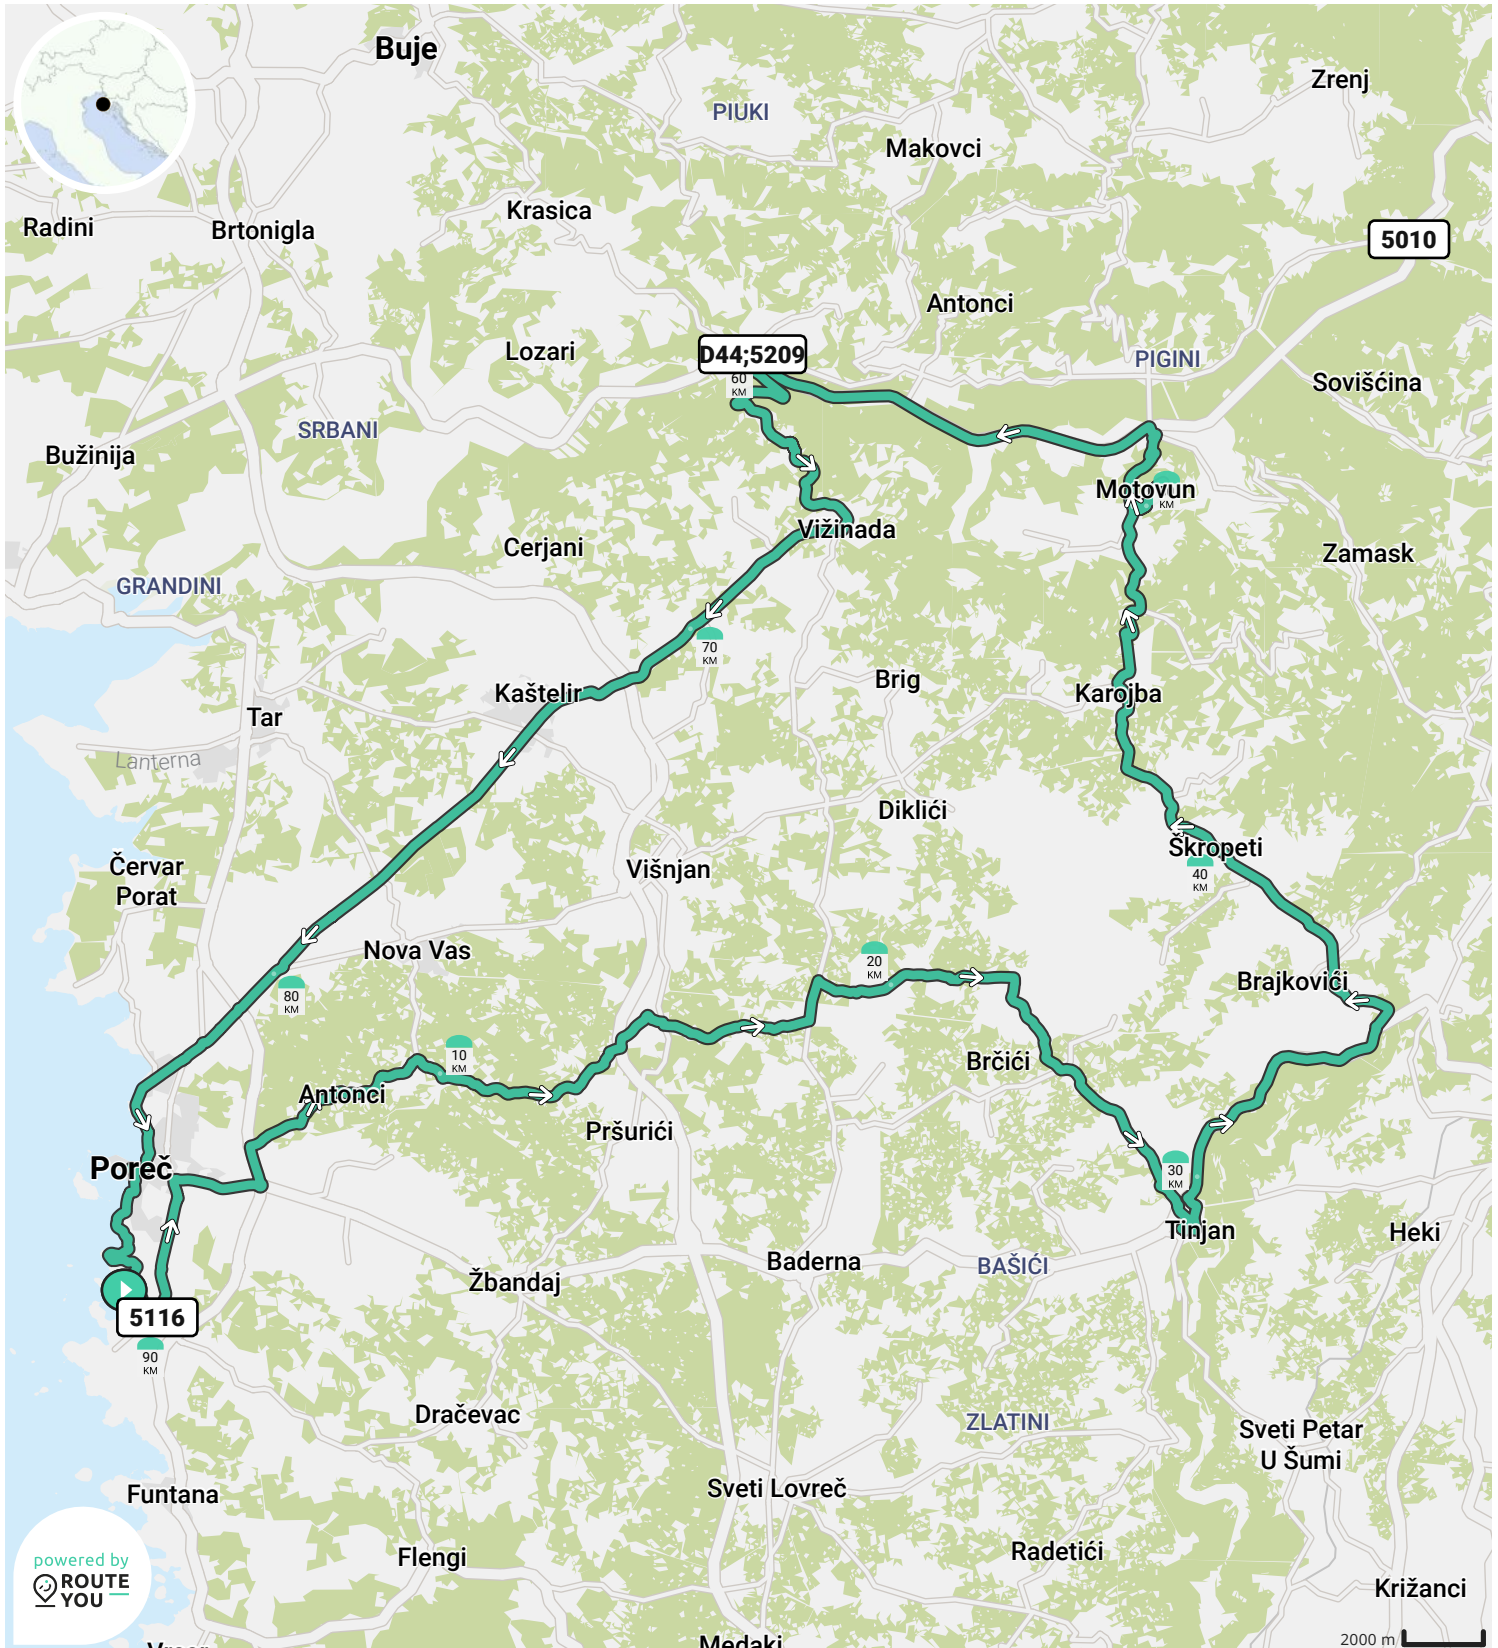 Buje
Zrenj
PIUKI
Makovci
Krasica
Radini
Brtonigla
5010
Antonci
D44;5209
Lozari
PIGINI
60
KM
Sovišćina
SRBANI
Bužinija
Motovun
KM
Vižinada
Cerjani
Zamask
GRANDINI
70
KM
Brig
Kaštelir
Karojba
Tar
Lanterna
Diklići
Škropeti
Višnjan
Červar
Porat
40
KM
Nova Vas
20
KM
Brajkovići
80
KM
10
KM
Brčići
Antonci
Pršurići
Poreč
30
KM
Tinjan
Heki
Baderna
BAŠIĆI
Žbandaj
5116
90
KM
Dračevac
ZLATINI
Sveti Petar
U Šumi
Sveti Lovreč
Funtana
Radetići
Flengi
powered by
ROUTE
YOU
Križanci
2000 m
Medaki